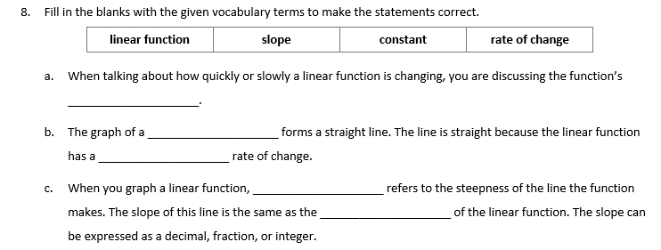 8. Fill in the blanks with the given vocabulary terms to make the statements correct.
linear function slope constant rate of change
a. When talking about how quickly or slowly a linear function is changing, you are discussing the function's
____________________.
b. The graph of a ____________________ forms a straight line. The line is straight because the linear function
has a ____________________ rate of change.
c. When you graph a linear function, ____________________ refers to the steepness of the line the function
makes. The slope of this line is the same as the ____________________ of the linear function. The slope can
be expressed as a decimal, fraction, or integer.